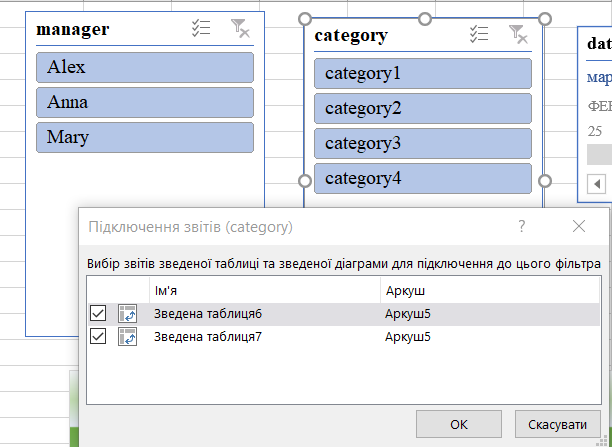 manager
Alex
Anna
Mary
category
category1
category2
category3
category4
dat
мар
ФЕВ
25
Підключення звітів (category)
?
Вибір звітів зведеної таблиці та зведеної діаграми для підключення до цього фільтра
Ім'я Аркуш
Зведена таблиця6 Аркуш5
Зведена таблиця7 Аркуш5
ОК Скасувати